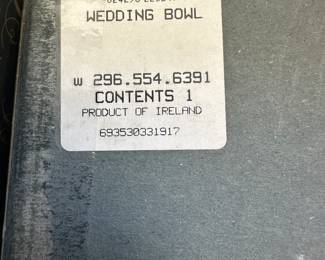 WEDDING BOWL
W 296.554.6391
CONTENTS 1
PRODUCT OF IRELAND
693530331917